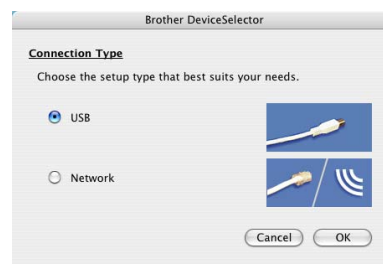 Brother DeviceSelector
Connection Type
Choose the setup type that best suits your needs.
USB
Network
Cancel OK